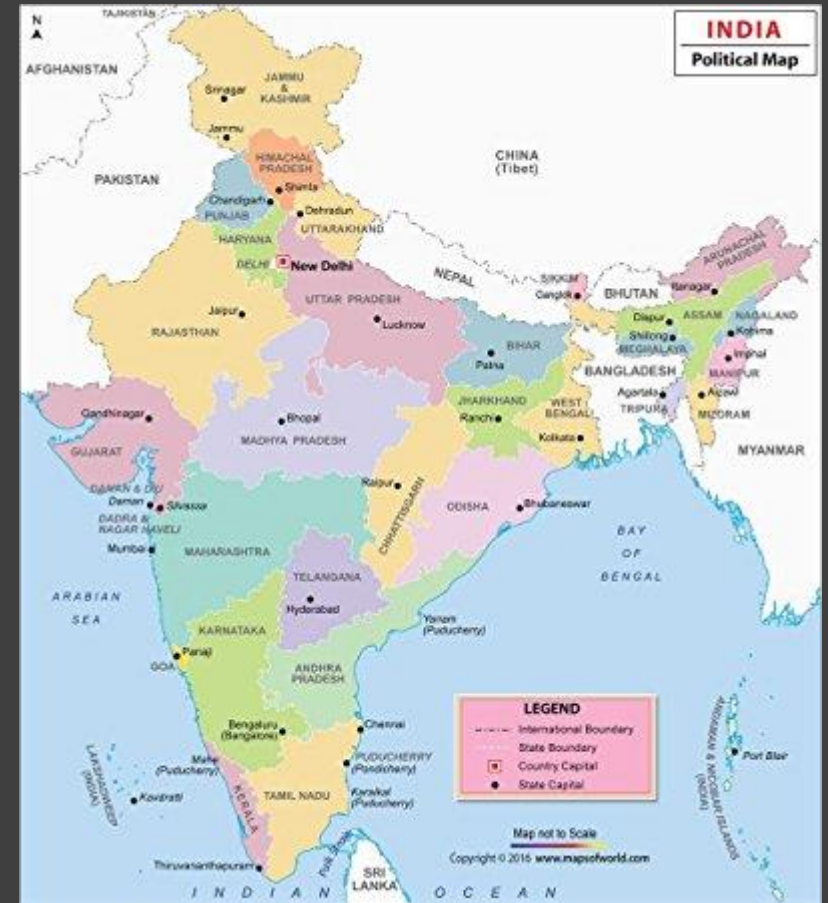 INDIA
Political Map
N
TAJIKISTAN
AFGHANISTAN
JAMMU
&
KASHMIR
Srinagar
Jammu
HIMACHAL
PRADESH
CHINA
(Tibet)
PAKISTAN
Shimla
Chandigarh
PUNJAB
Dehradun
UTTARAKHAND
HARYANA
DELHI
New Delhi
ARUNACHAL
PRADESH
NEPAL
SIKKIM
Gangtok
BHUTAN
Itanagar
UTTAR PRADESH
Jaipur
Lucknow
RAJASTHAN
Dispur
ASSAM
NAGALAND
Shillong
Kohima
MEGHALAYA
BIHAR
Patna
Imphal
MANIPUR
BANGLADESH
JHARKHAND
WEST
BENGAL
Agartala
TRIPURA
Aizawl
MIZORAM
Gandhinagar
Bhopal
MADHYA PRADESH
Ranchi
Kolkata
GUJARAT
MYANMAR
Raipur
CHHATTISGARH
ODISHA
Bhubaneswar
DAMAN & DIU
Daman
Silvassa
DADRA &
NAGAR HAVELI
Mumbai
MAHARASHTRA
BAY
OF
BENGAL
TELANGANA
Hyderabad
ARABIAN
SEA
Yanam
(Puducherry)
KARNATAKA
Panaji
GOA
ANDHRA
PRADESH
Bengaluru
(Bangalore)
Chennai
LEGEND
International Boundary
State Boundary
Country Capital
State Capital
Mahe
(Puducherry)
PUDUCHERRY
(Pondicherry)
LAKSHADWEEP
(INDIA)
Kavaratti
KERALA
TAMIL NADU
Karaikal
(Puducherry)
ANDAMAN & NICOBAR ISLANDS
(INDIA)
Port Blair
Map not to Scale
Copyright © 2016 www.mapsofworld.com
Thiruvananthapuram
Palk Strait
SRI
LANKA
INDIAN OCEAN